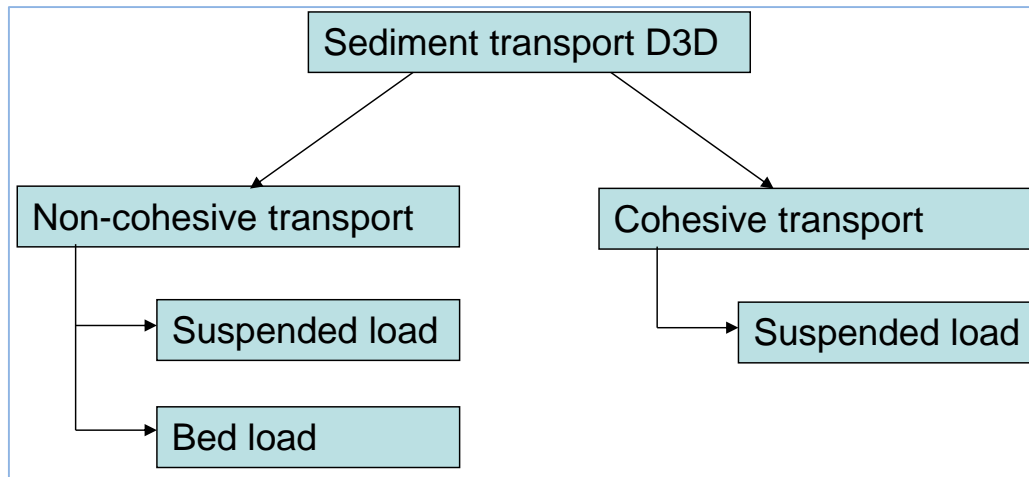 Sediment transport D3D
Non-cohesive transport
Cohesive transport
Suspended load
Suspended load
Bed load